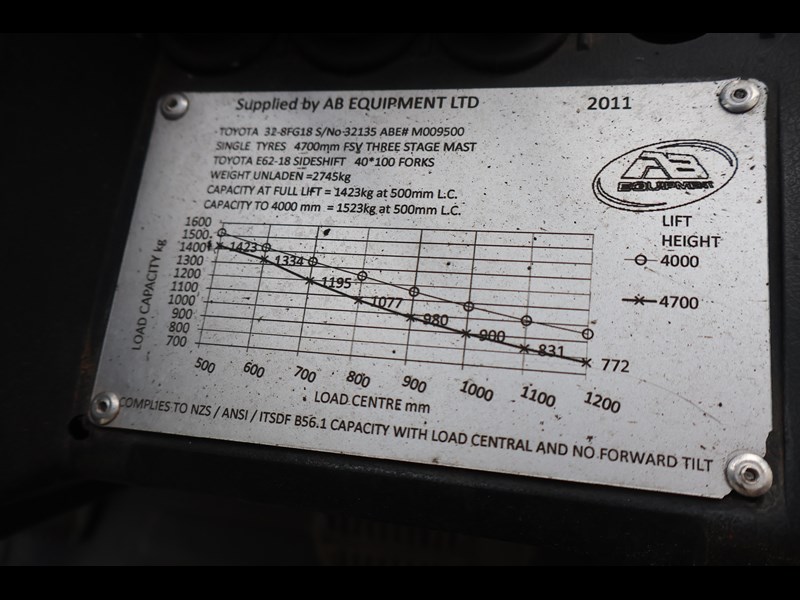 Supplied by AB EQUIPMENT LTD 2011
TOYOTA 32-8FG18 S/No 32135 ABE# M009500
SINGLE TYRES 4700mm FSV THREE STAGE MAST
TOYOTA E62-18 SIDESHIFT 40*100 FORKS
WEIGHT UNLADEN =2745kg
CAPACITY AT FULL LIFT = 1423kg at 500mm L.C.
CAPACITY TO 4000 mm = 1523kg at 500mm L.C.
AB
EQUIPMENT
LIFT
HEIGHT
4000
4700
LOAD CAPACITY kg
1600
1500
1400
1300
1200
1100
1000
900
800
700
1423
1334
1195
1077
980
900
831
772
500 600 700 800 900 1000 1100 1200
LOAD CENTRE mm
COMPLIES TO NZS / ANSI / ITSDF B56.1 CAPACITY WITH LOAD CENTRAL AND NO FORWARD TILT